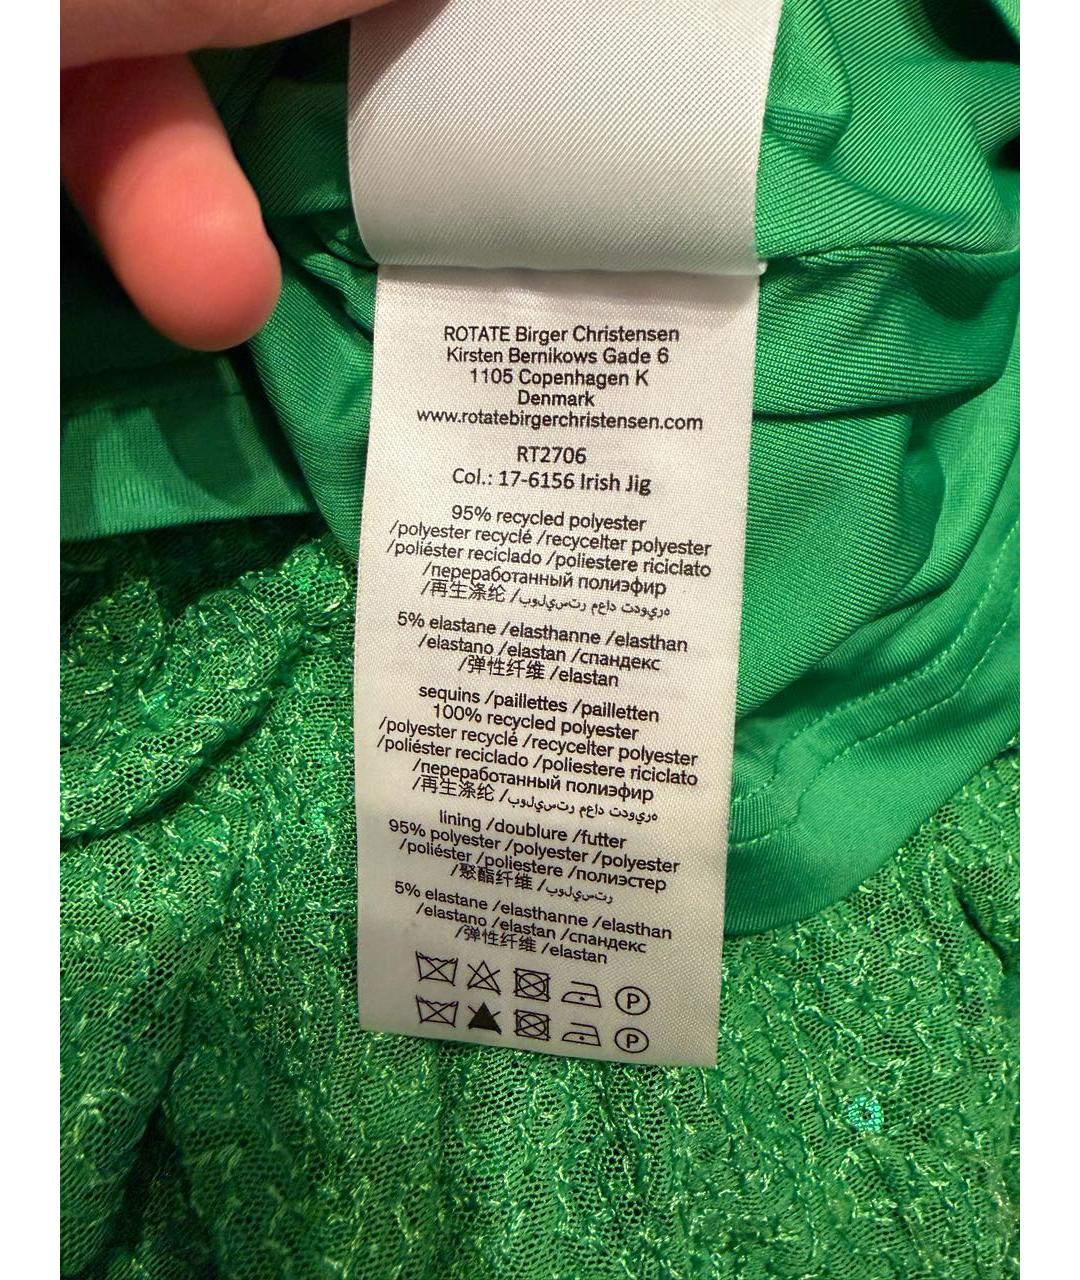 ROTATE Birger Christensen
Kirsten Bernikows Gade 6
1105 Copenhagen K
Denmark
www.rotatebirgerchristensen.com
RT2706
Col.: 17-6156 Irish Jig
95% recycled polyester
/polyester recyclé /recycelter polyester
/poliéster reciclado /poliestere riciclato
/переработанный полиэфир
/再生涤纶 /بوليستر معاد تدويره
5% elastane /elasthanne /elasthan
/elastano /elastan /спандекс
/弹性纤维 /elastan
sequins /paillettes /pailletten
100% recycled polyester
/polyester recyclé /recycelter polyester
/poliéster reciclado /poliestere riciclato
/переработанный полиэфир
/再生涤纶 /بوليستر معاد تدويره
lining /doublure /futter
95% polyester /polyester /polyester
/poliéster /poliestere /полиэстер
/聚酯纤维 /بوليستر
5% elastane /elasthanne /elasthan
/elastano /elastan /спандекс
/弹性纤维 /elastan
P
P